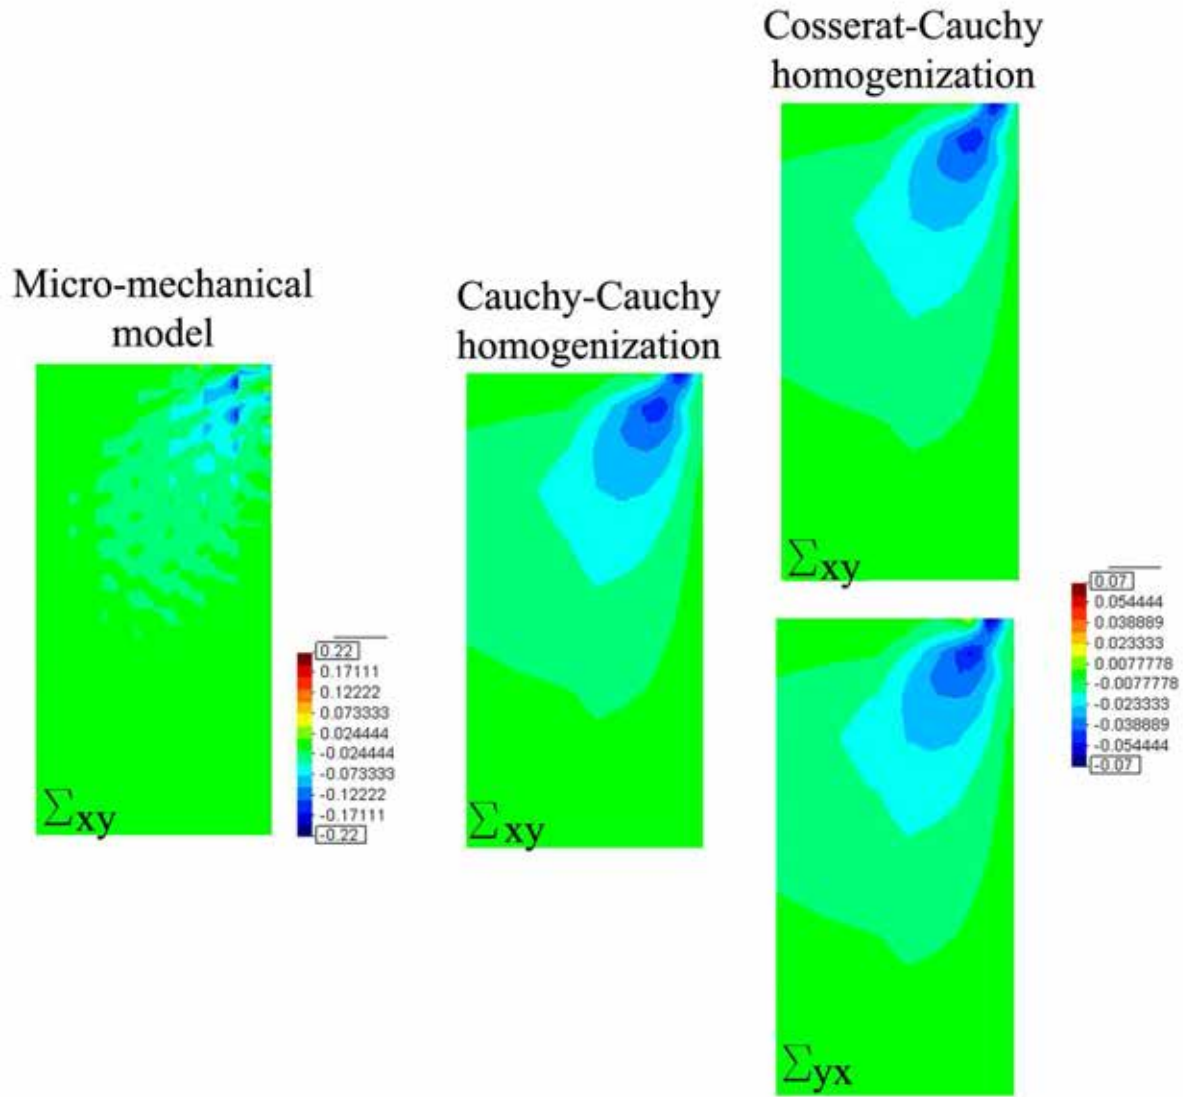 Cosserat-Cauchy
homogenization
Micro-mechanical
model
Cauchy-Cauchy
homogenization
Σxy
0.22
0.17111
0.12222
0.073333
0.024444
-0.024444
-0.073333
-0.12222
-0.17111
-0.22
Σxy
Σxy
0.07
0.054444
0.038889
0.023333
0.0077778
-0.0077778
-0.023333
-0.038889
-0.054444
-0.07
Σyx